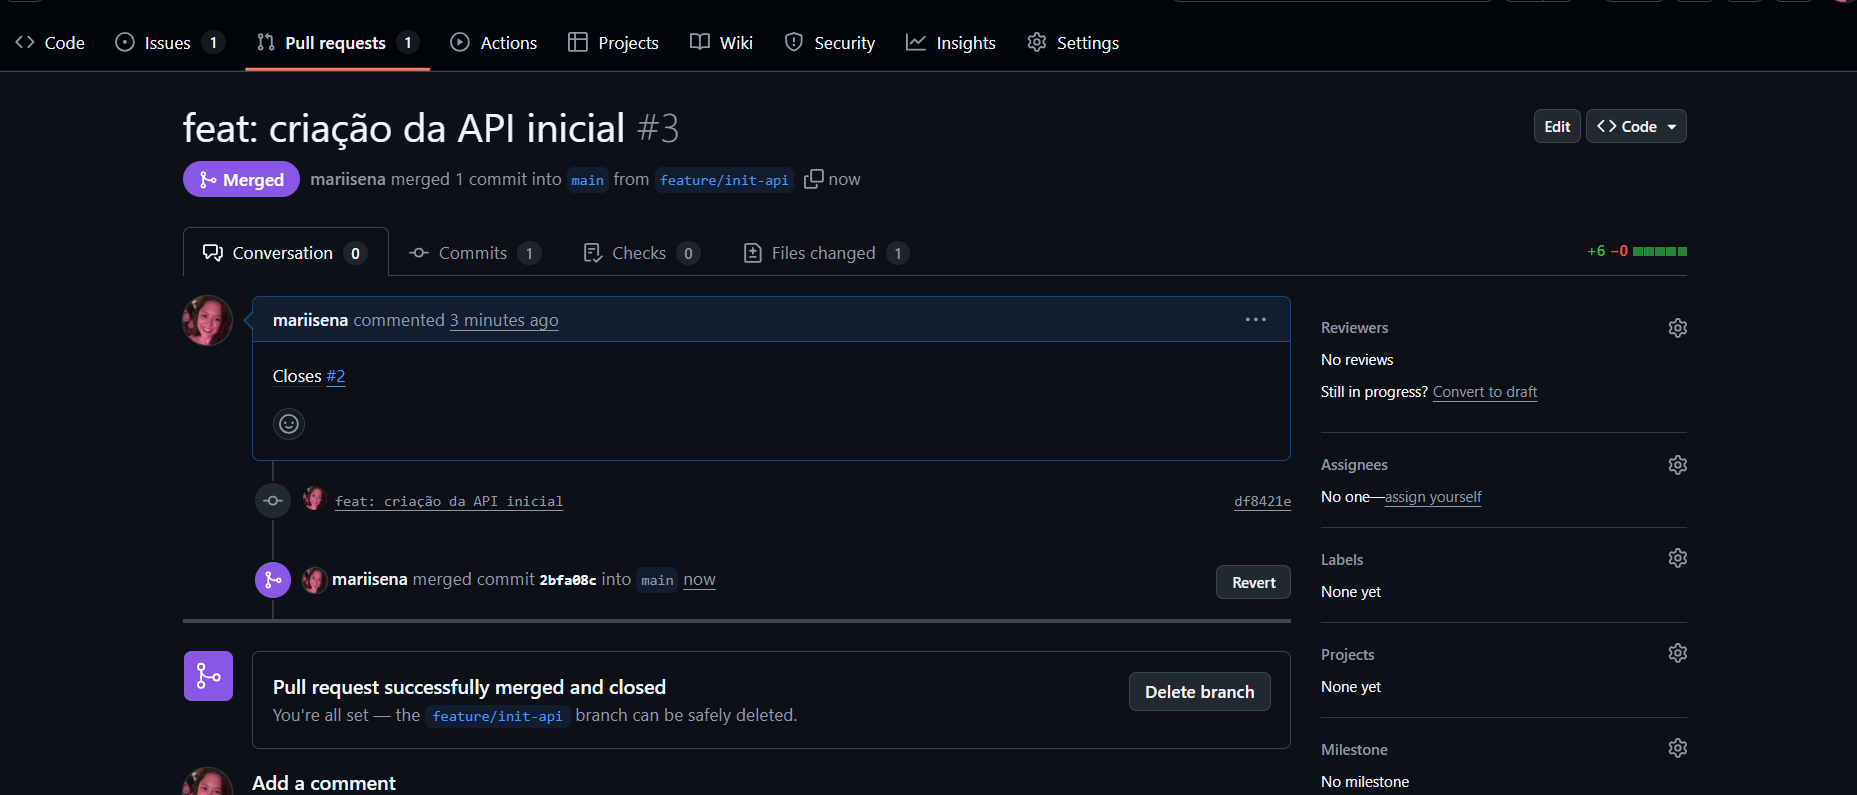 Code Issues 1 Pull requests 1 Actions Projects Wiki Security Insights Settings
feat: criação da API inicial #3
Edit Code
Merged mariisena merged 1 commit into main from feature/init-api now
Conversation 0 Commits 1 Checks 0 Files changed 1 +6 −0
mariisena commented 3 minutes ago
Closes #2
feat: criação da API inicial df8421e
mariisena merged commit 2bfa08c into main now Revert
Pull request successfully merged and closed
You're all set — the feature/init-api branch can be safely deleted.
Delete branch
Add a comment
Reviewers
No reviews
Still in progress? Convert to draft
Assignees
No one—assign yourself
Labels
None yet
Projects
None yet
Milestone
No milestone